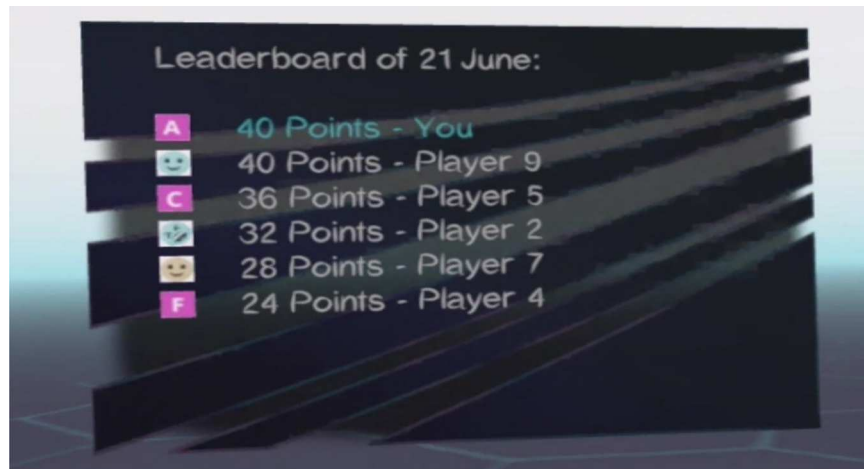 Leaderboard of 21 June:
A 40 Points - You
40 Points - Player 9
C 36 Points - Player 5
32 Points - Player 2
28 Points - Player 7
F 24 Points - Player 4